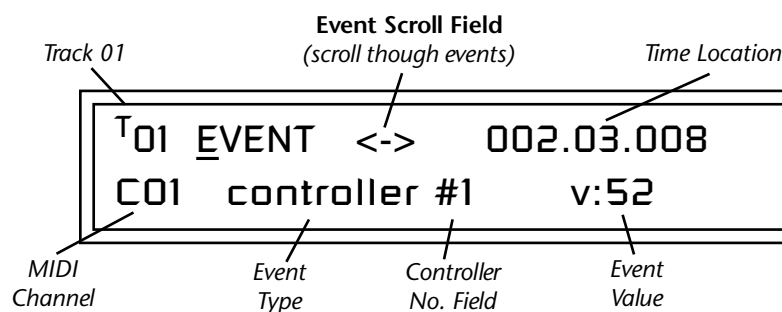 Event Scroll Field
Track 01 (scroll though events) Time Location
T01 EVENT <-> 002.03.008
C01 controller #1 v:52
MIDI Event Controller Event
Channel Type No. Field Value